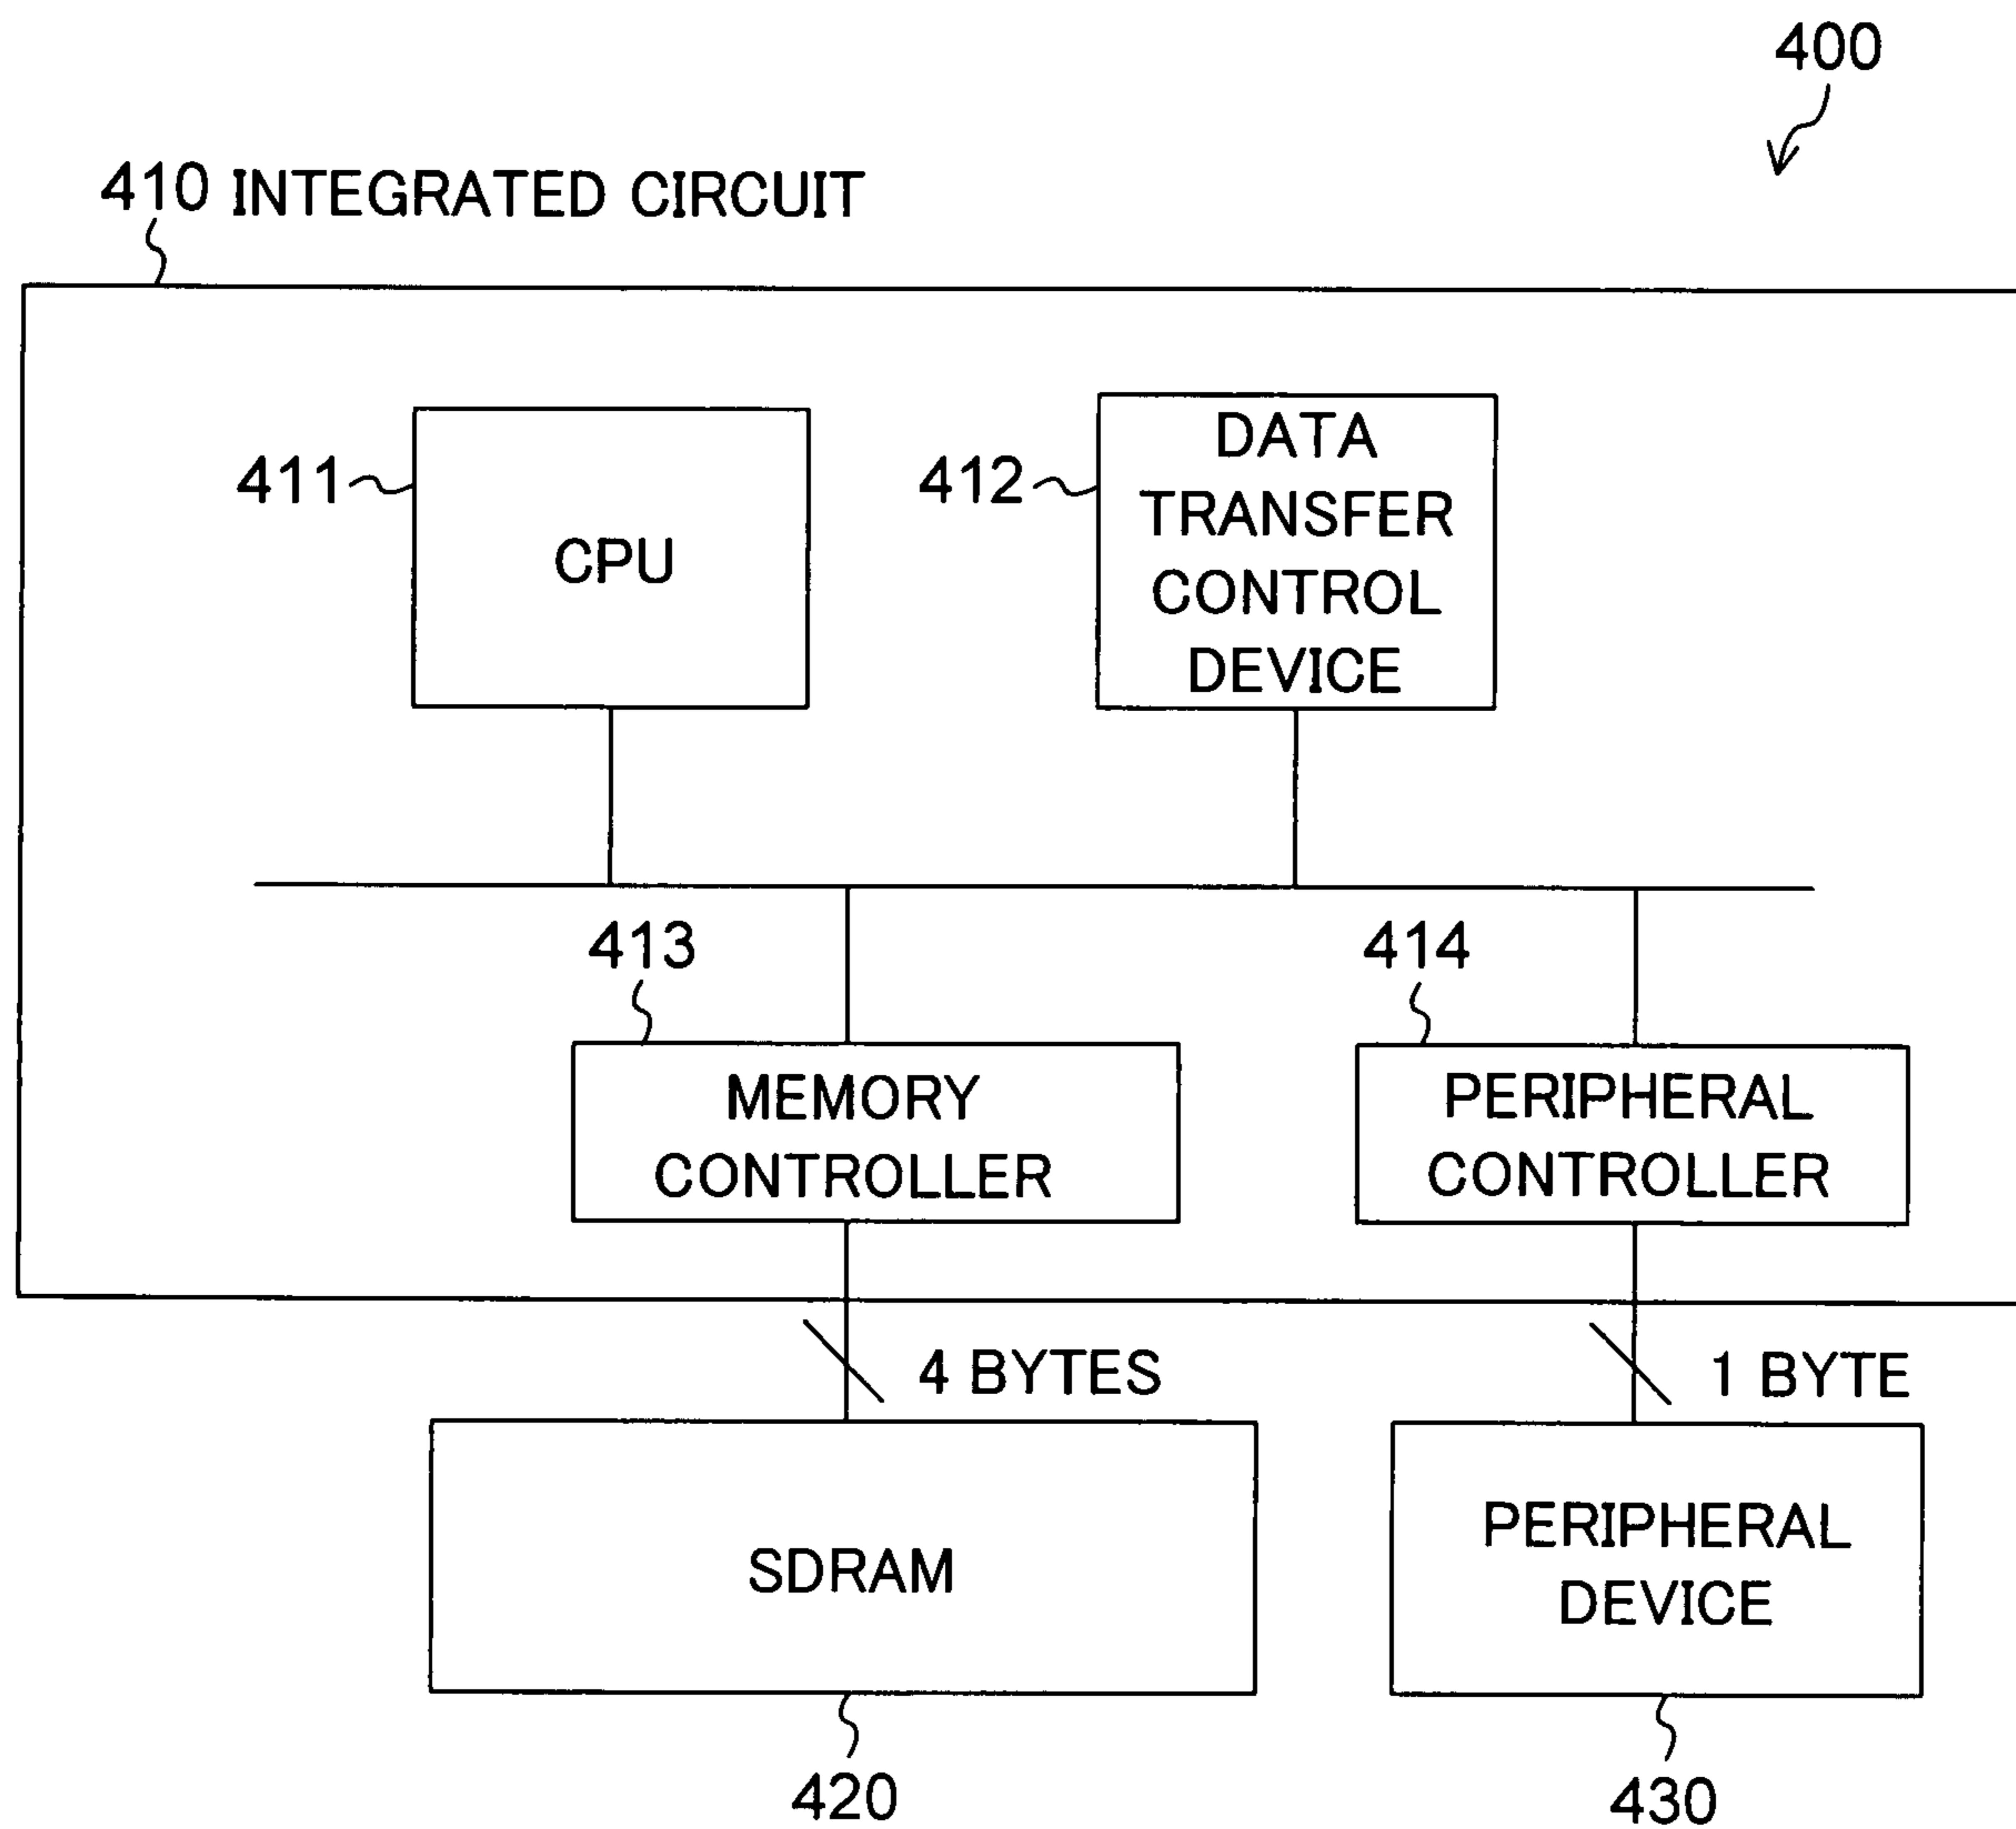 400
410 INTEGRATED CIRCUIT
411
CPU
412
DATA
TRANSFER
CONTROL
DEVICE
413
MEMORY
CONTROLLER
414
PERIPHERAL
CONTROLLER
4 BYTES
1 BYTE
SDRAM
PERIPHERAL
DEVICE
420
430